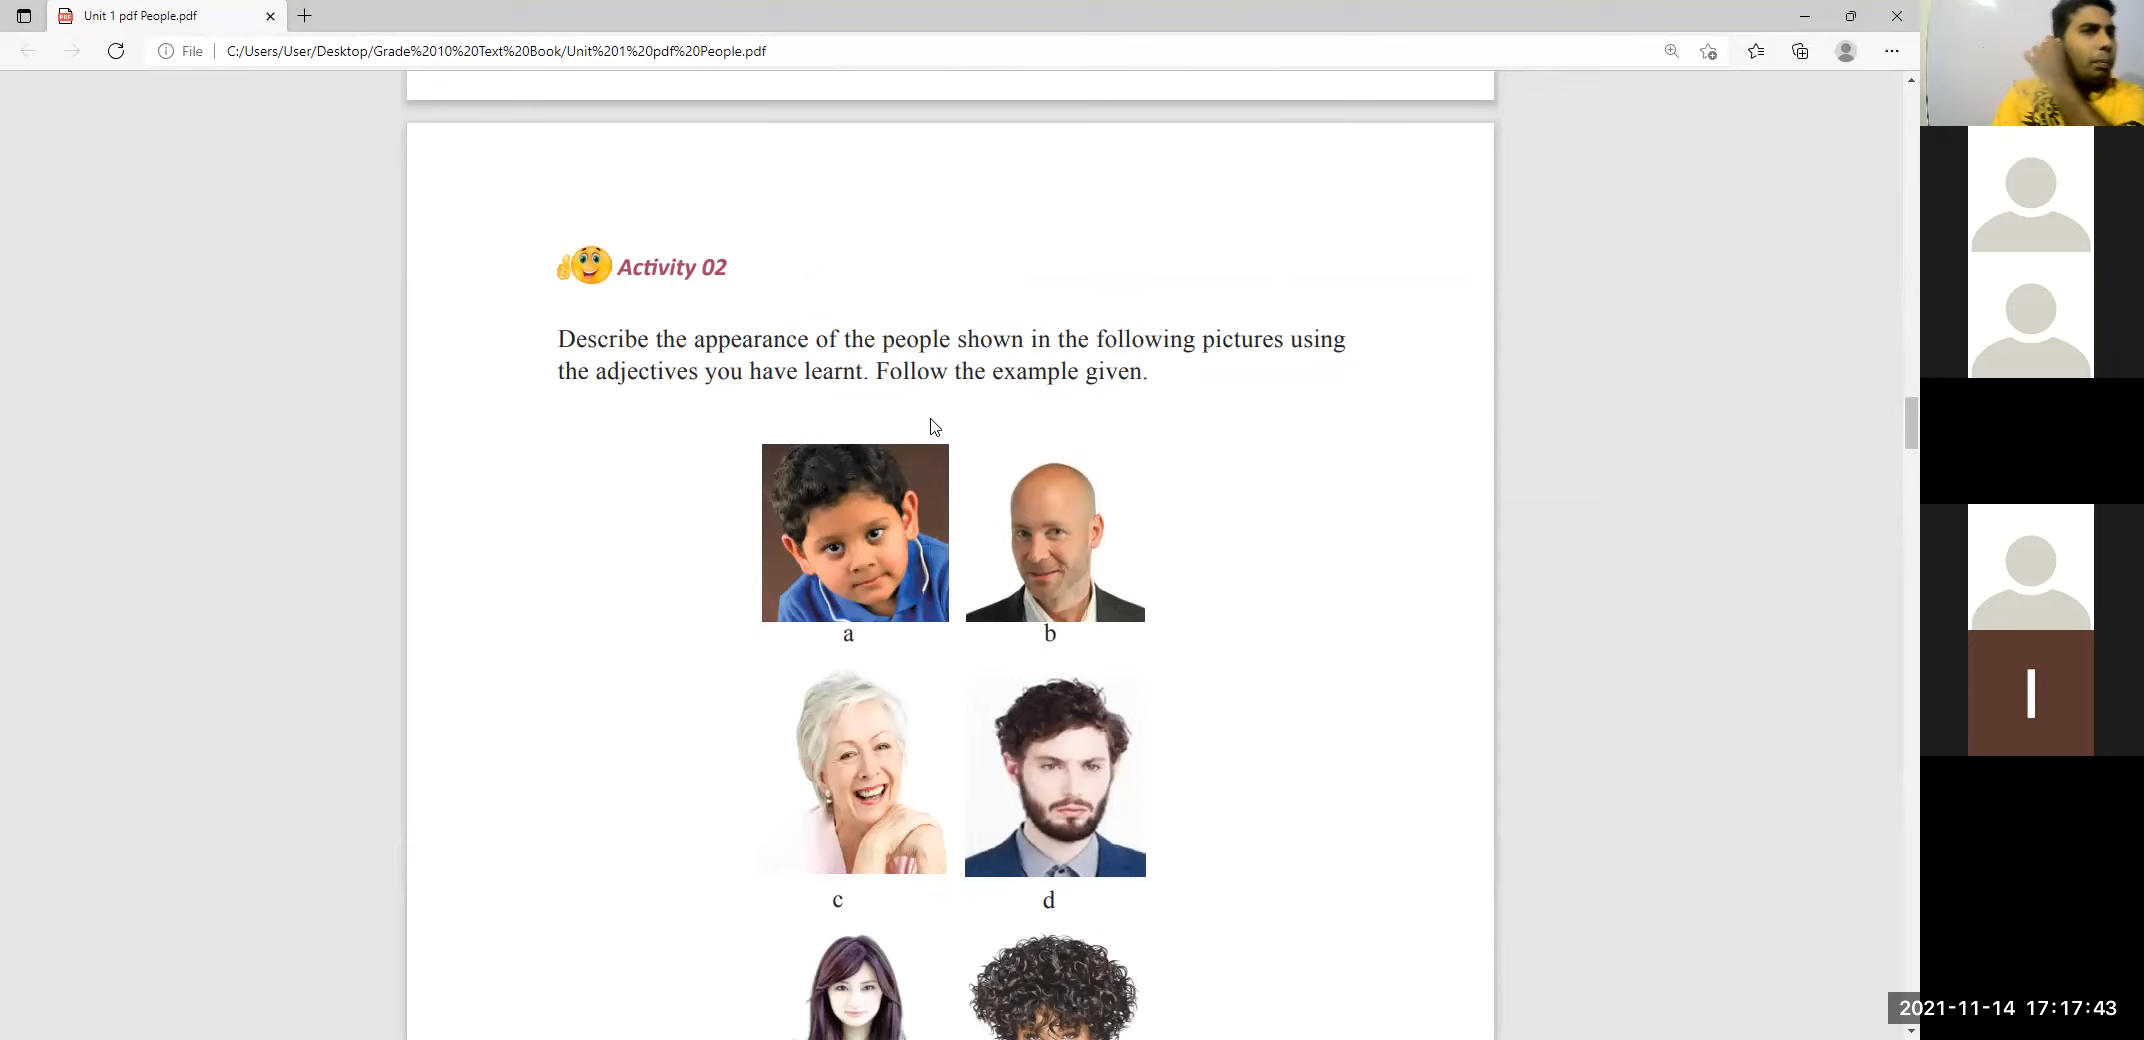 Unit 1 pdf People.pdf
File
C:/Users/User/Desktop/Grade%2010%20Text%20Book/Unit%201%20pdf%20People.pdf
Activity 02
Describe the appearance of the people shown in the following pictures using
the adjectives you have learnt. Follow the example given.
a
b
c
d
I
2021-11-14 17:17:43